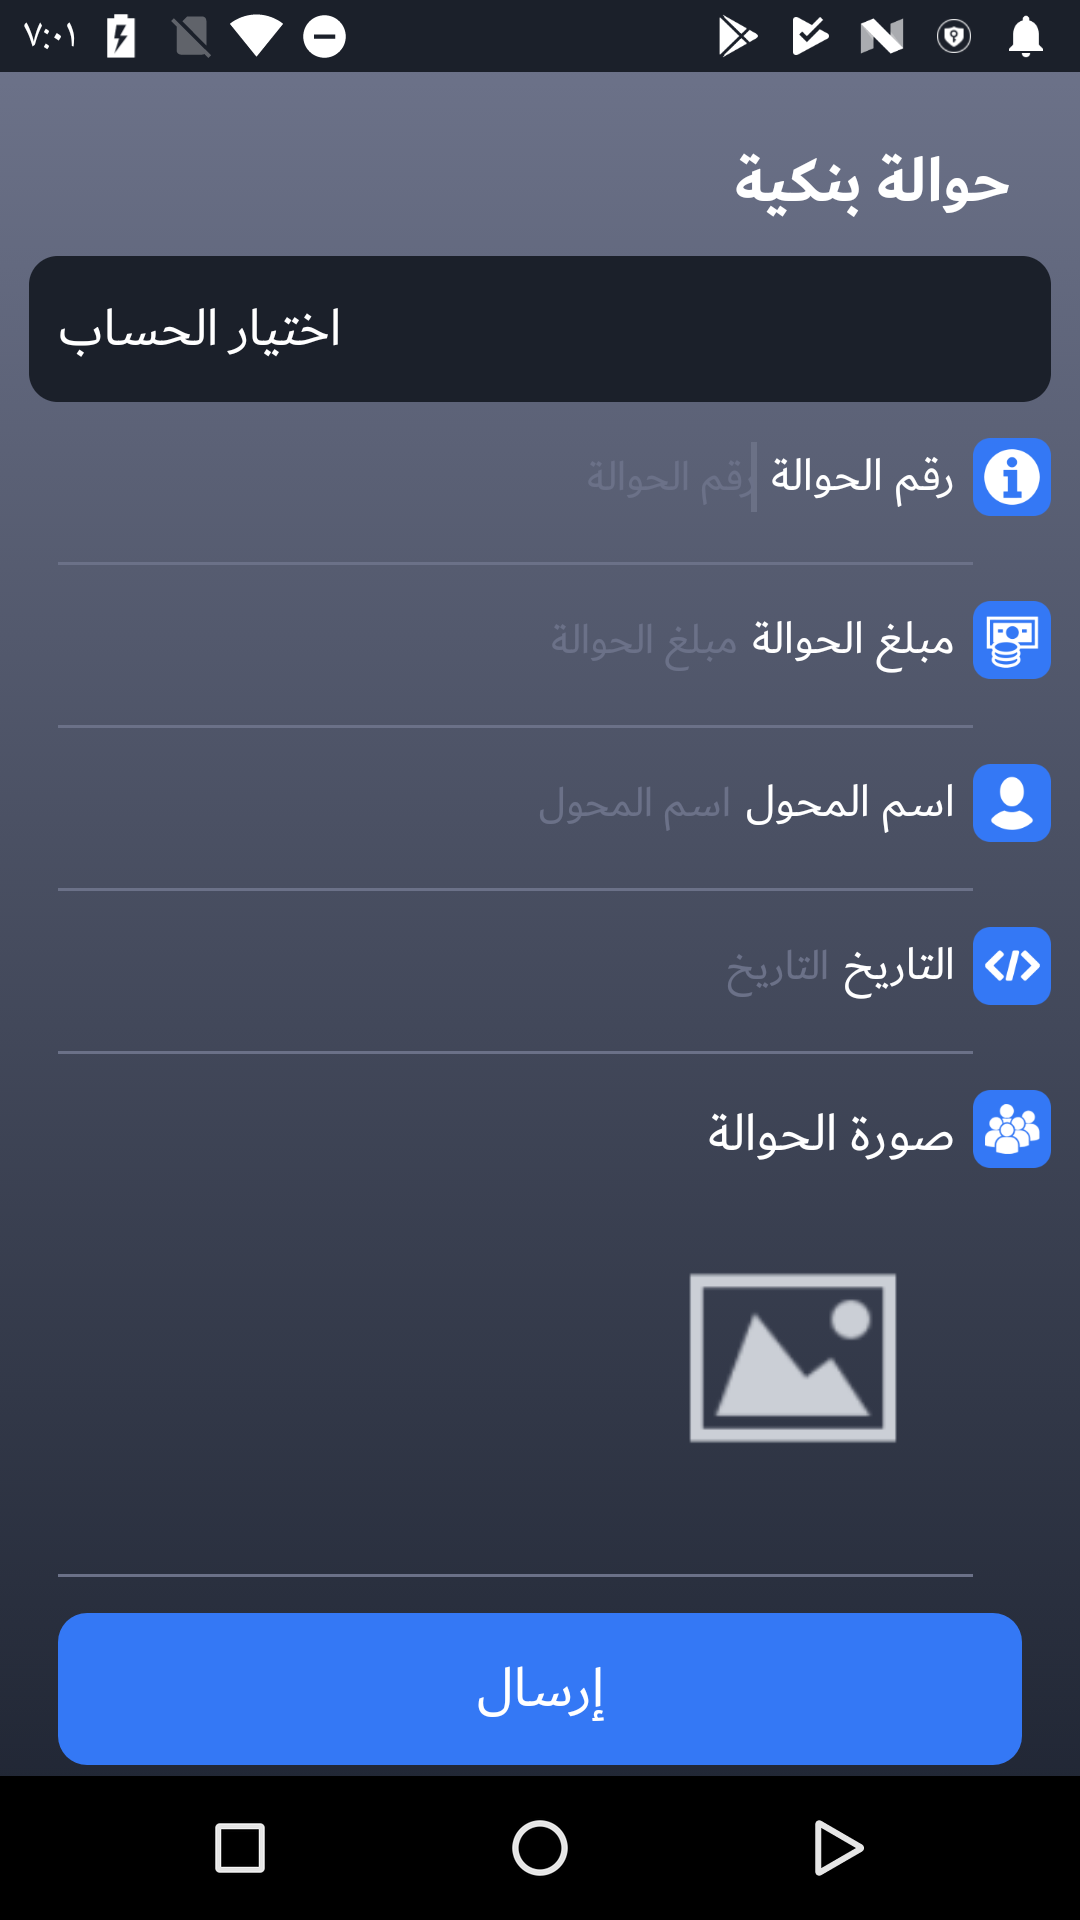 ٧:٠١
حوالة بنكية
اختيار الحساب
رقم الحوالة رقم الحوالة
مبلغ الحوالة مبلغ الحوالة
اسم المحول اسم المحول
التاريخ التاريخ
صورة الحوالة
إرسال